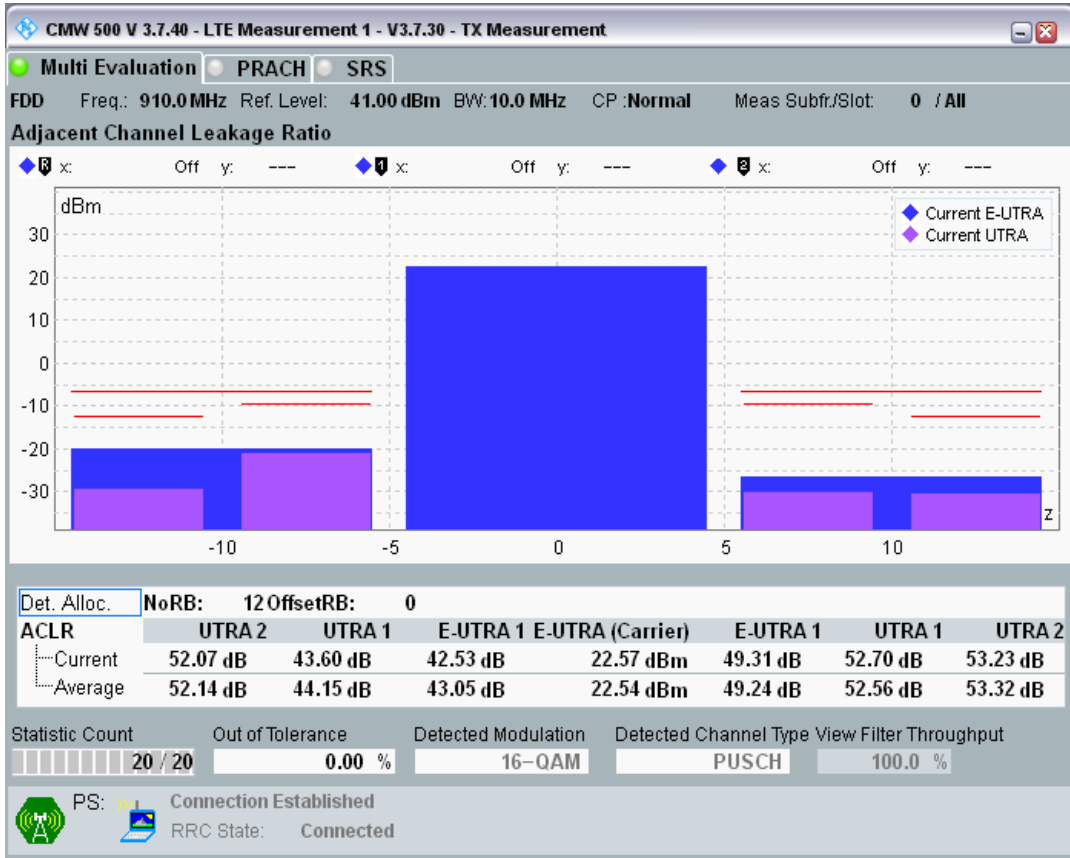 CMW 500 V 3.7.40 - LTE Measurement 1 - V3.7.30 - TX Measurement
Multi Evaluation PRACH SRS
FDD Freq.: 910.0 MHz Ref. Level: 41.00 dBm BW: 10.0 MHz CP :Normal Meas Subfr./Slot: 0 / All
Adjacent Channel Leakage Ratio
R x: Off y: --- 1 x: Off y: --- 2 x: Off y: ---
dBm
Current E-UTRA
Current UTRA
30
20
10
0
-10
-20
-30
z
-10 -5 0 5 10
Det. Alloc. NoRB: 12 OffsetRB: 0
ACLR UTRA 2 UTRA 1 E-UTRA 1 E-UTRA (Carrier) E-UTRA 1 UTRA 1 UTRA 2
Current 52.07 dB 43.60 dB 42.53 dB 22.57 dBm 49.31 dB 52.70 dB 53.23 dB
Average 52.14 dB 44.15 dB 43.05 dB 22.54 dBm 49.24 dB 52.56 dB 53.32 dB
Statistic Count Out of Tolerance Detected Modulation Detected Channel Type View Filter Throughput
20 / 20 0.00 % 16-QAM PUSCH 100.0 %
PS: Connection Established
RRC State: Connected